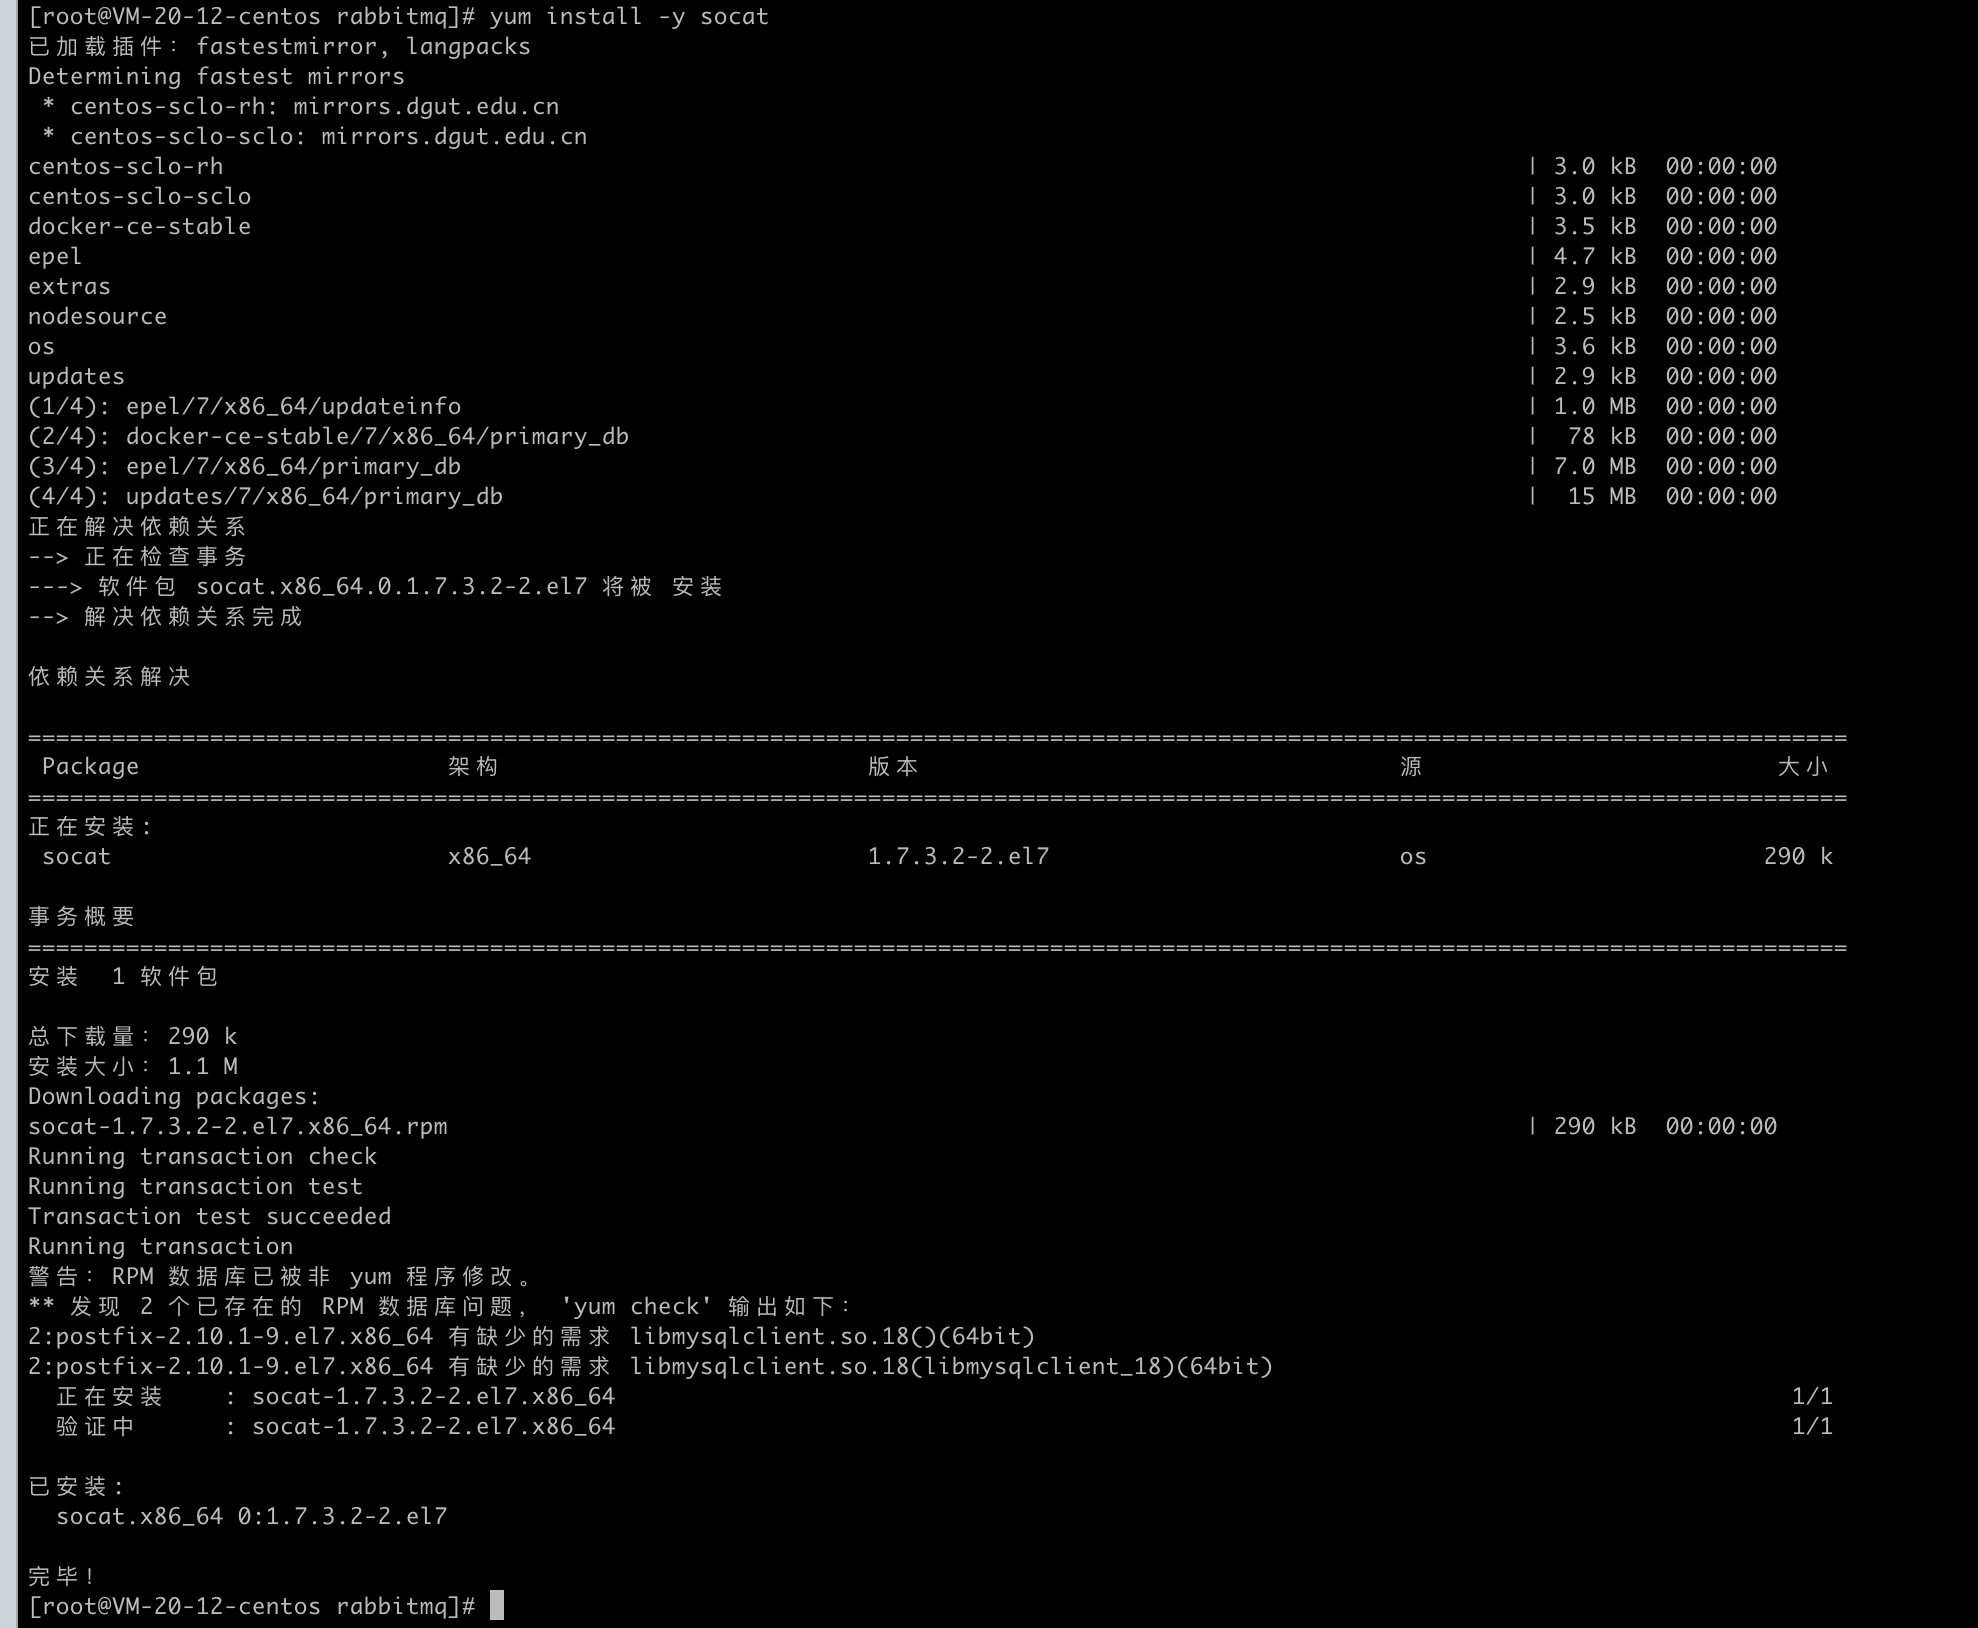 [root@VM-20-12-centos rabbitmq]# yum install -y socat
已加载插件：fastestmirror, langpacks
Determining fastest mirrors
 * centos-sclo-rh: mirrors.dgut.edu.cn
 * centos-sclo-sclo: mirrors.dgut.edu.cn
centos-sclo-rh | 3.0 kB 00:00:00
centos-sclo-sclo | 3.0 kB 00:00:00
docker-ce-stable | 3.5 kB 00:00:00
epel | 4.7 kB 00:00:00
extras | 2.9 kB 00:00:00
nodesource | 2.5 kB 00:00:00
os | 3.6 kB 00:00:00
updates | 2.9 kB 00:00:00
(1/4): epel/7/x86_64/updateinfo | 1.0 MB 00:00:00
(2/4): docker-ce-stable/7/x86_64/primary_db | 78 kB 00:00:00
(3/4): epel/7/x86_64/primary_db | 7.0 MB 00:00:00
(4/4): updates/7/x86_64/primary_db | 15 MB 00:00:00
正在解决依赖关系
--> 正在检查事务
---> 软件包 socat.x86_64.0.1.7.3.2-2.el7 将被 安装
--> 解决依赖关系完成
依赖关系解决
================================================================================
 Package 架构 版本 源 大小
================================================================================
正在安装:
 socat x86_64 1.7.3.2-2.el7 os 290 k
事务概要
================================================================================
安装  1 软件包
总下载量：290 k
安装大小：1.1 M
Downloading packages:
socat-1.7.3.2-2.el7.x86_64.rpm | 290 kB 00:00:00
Running transaction check
Running transaction test
Transaction test succeeded
Running transaction
警告：RPM 数据库已被非 yum 程序修改。
** 发现 2 个已存在的 RPM 数据库问题， 'yum check' 输出如下：
2:postfix-2.10.1-9.el7.x86_64 有缺少的需求 libmysqlclient.so.18()(64bit)
2:postfix-2.10.1-9.el7.x86_64 有缺少的需求 libmysqlclient.so.18(libmysqlclient_18)(64bit)
  正在安装    : socat-1.7.3.2-2.el7.x86_64 1/1
  验证中      : socat-1.7.3.2-2.el7.x86_64 1/1
已安装:
  socat.x86_64 0:1.7.3.2-2.el7
完毕！
[root@VM-20-12-centos rabbitmq]#